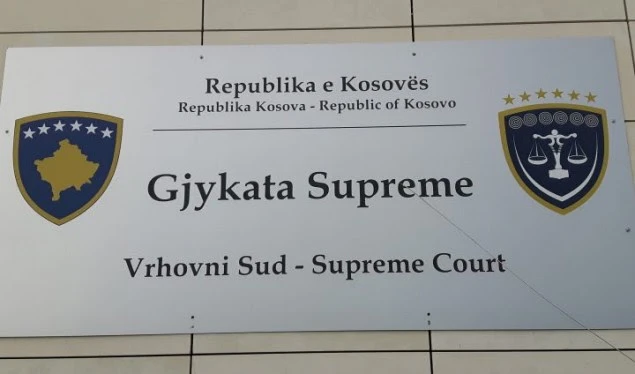 Republika e Kosovës
Republika Kosova - Republic of Kosovo
Gjykata Supreme
Vrhovni Sud - Supreme Court